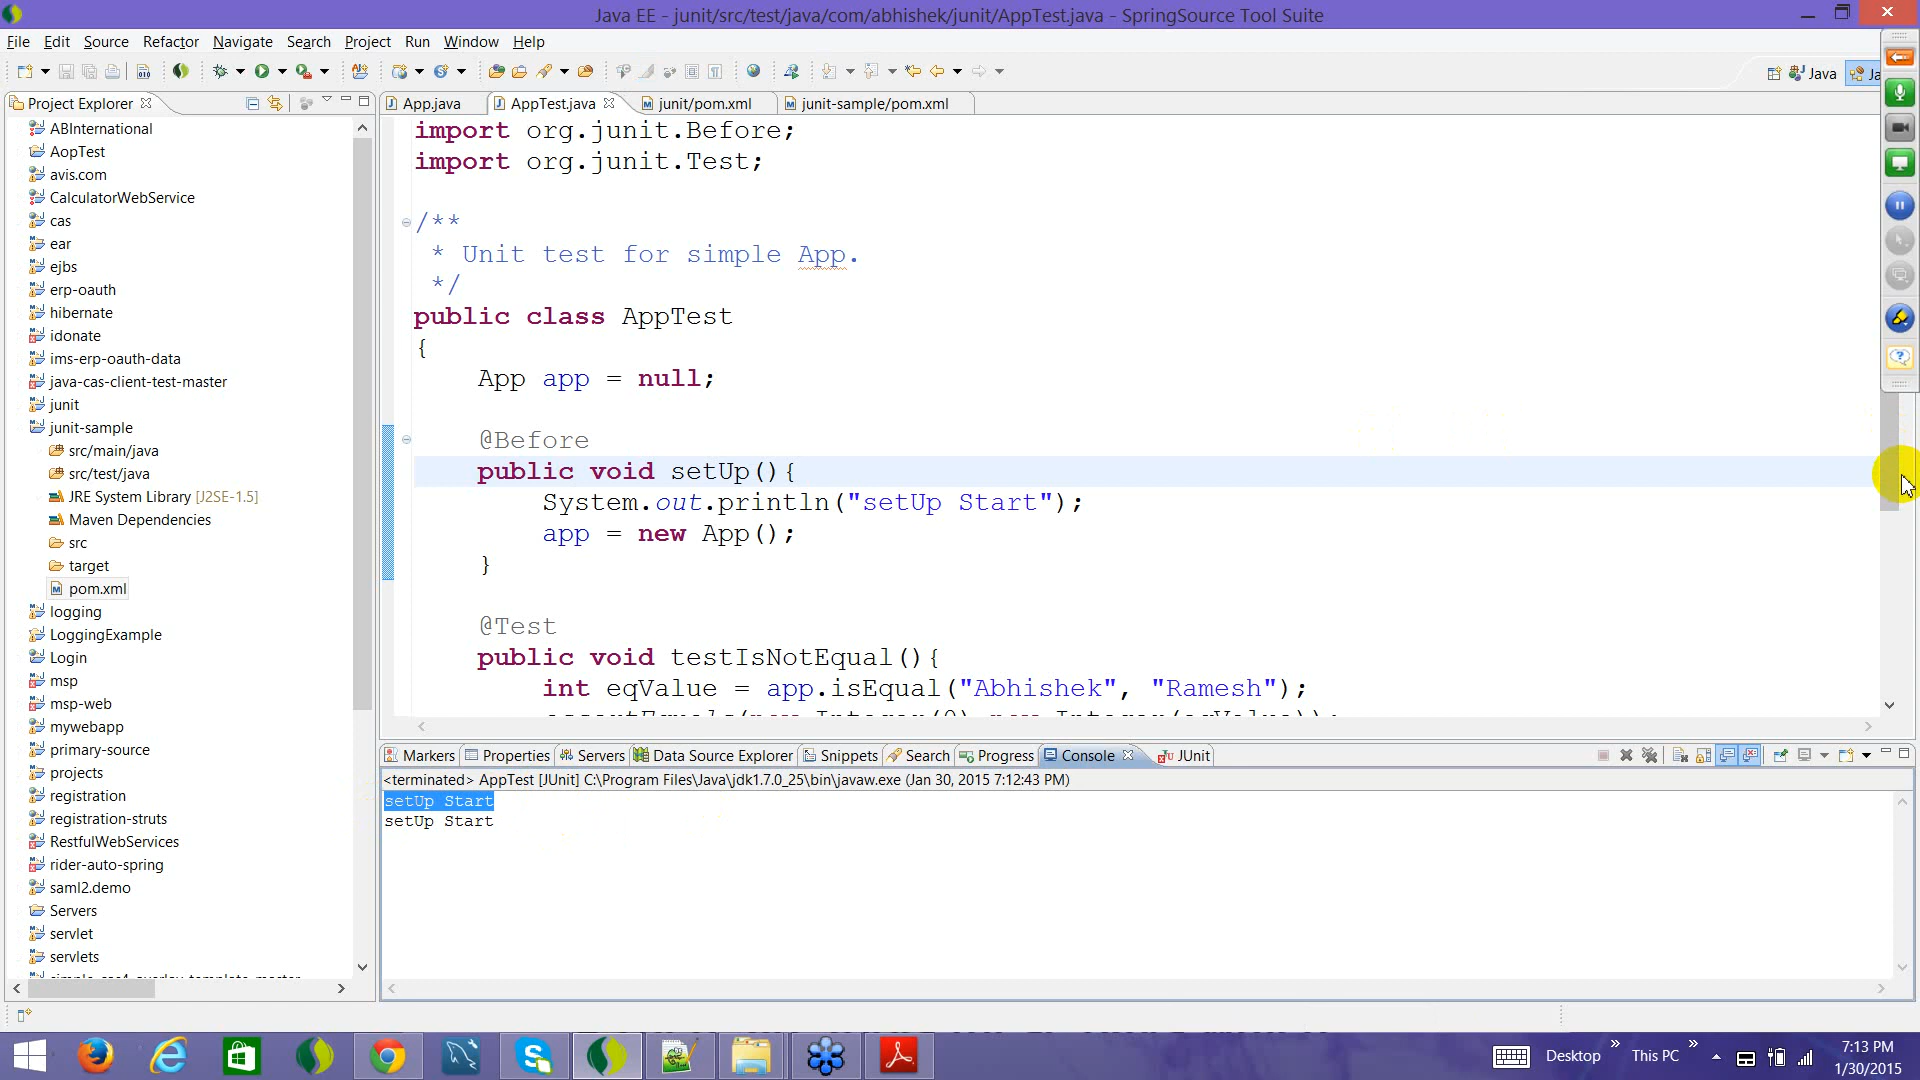 Java EE - junit/src/test/java/com/abhishek/junit/AppTest.java - SpringSource Tool Suite
File Edit Source Refactor Navigate Search Project Run Window Help
Java
Project Explorer
App.java
AppTest.java
junit/pom.xml
junit-sample/pom.xml
ABInternational
AopTest
avis.com
CalculatorWebService
cas
ear
ejbs
erp-oauth
hibernate
idonate
ims-erp-oauth-data
java-cas-client-test-master
junit
junit-sample
src/main/java
src/test/java
JRE System Library [J2SE-1.5]
Maven Dependencies
src
target
pom.xml
logging
LoggingExample
Login
msp
msp-web
mywebapp
primary-source
projects
registration
registration-struts
RestfulWebServices
rider-auto-spring
saml2.demo
Servers
servlet
servlets
import org.junit.Before;
import org.junit.Test;
/**
* Unit test for simple App.
*/
public class AppTest
{
App app = null;
@Before
public void setUp(){
System.out.println("setUp Start");
app = new App();
}
@Test
public void testIsNotEqual(){
int eqValue = app.isEqual("Abhishek", "Ramesh");
Markers Properties Servers Data Source Explorer Snippets Search Progress Console JUnit
<terminated> AppTest [JUnit] C:\Program Files\Java\jdk1.7.0_25\bin\javaw.exe (Jan 30, 2015 7:12:43 PM)
setUp Start
setUp Start
Desktop
This PC
7:13 PM
1/30/2015